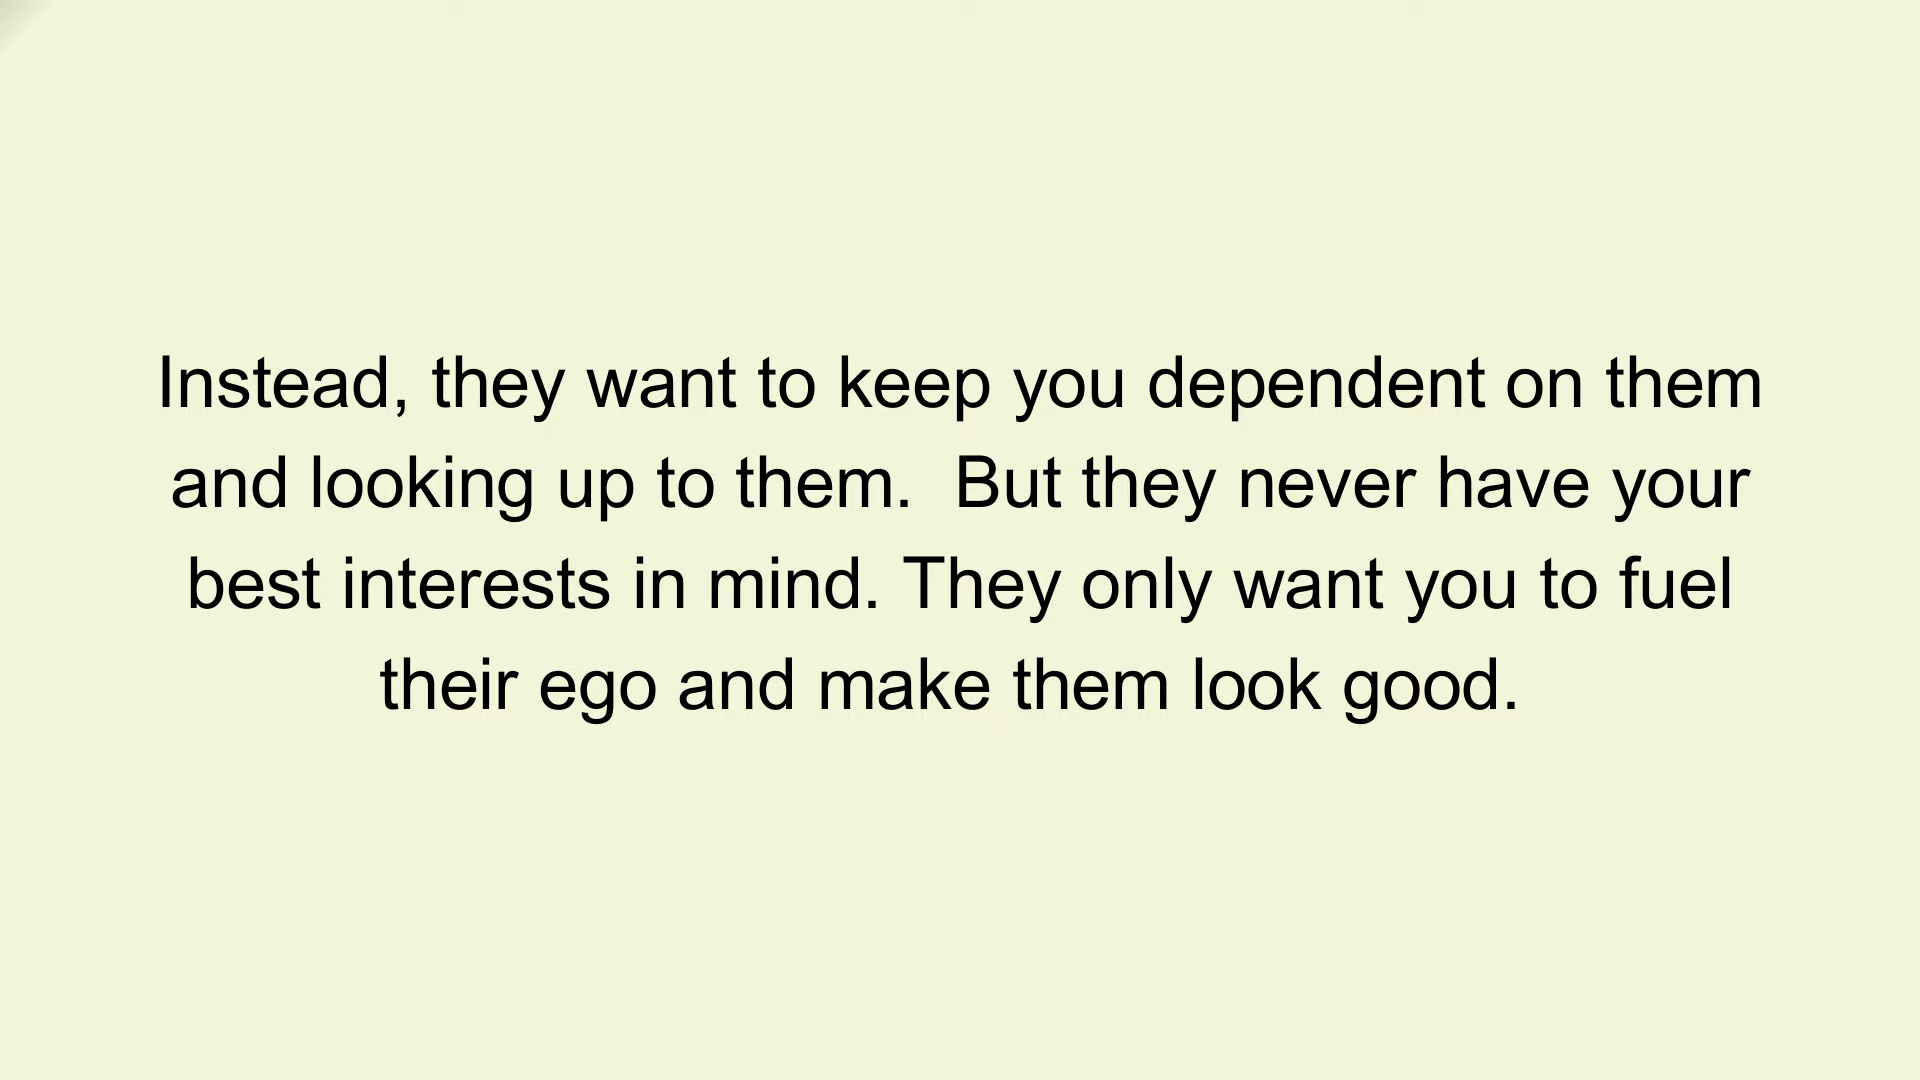 Instead, they want to keep you dependent on them
and looking up to them.  But they never have your
best interests in mind. They only want you to fuel
their ego and make them look good.